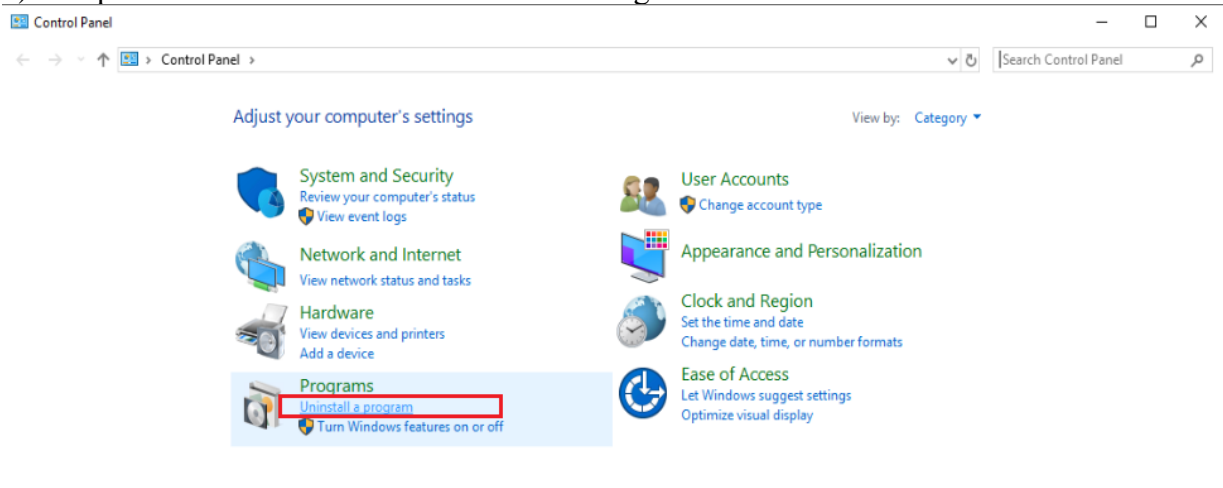 Control Panel
Control Panel
Search Control Panel
Adjust your computer's settings
View by: Category
System and Security
Review your computer's status
View event logs
Network and Internet
View network status and tasks
Hardware
View devices and printers
Add a device
Programs
Uninstall a program
Turn Windows features on or off
User Accounts
Change account type
Appearance and Personalization
Clock and Region
Set the time and date
Change date, time, or number formats
Ease of Access
Let Windows suggest settings
Optimize visual display